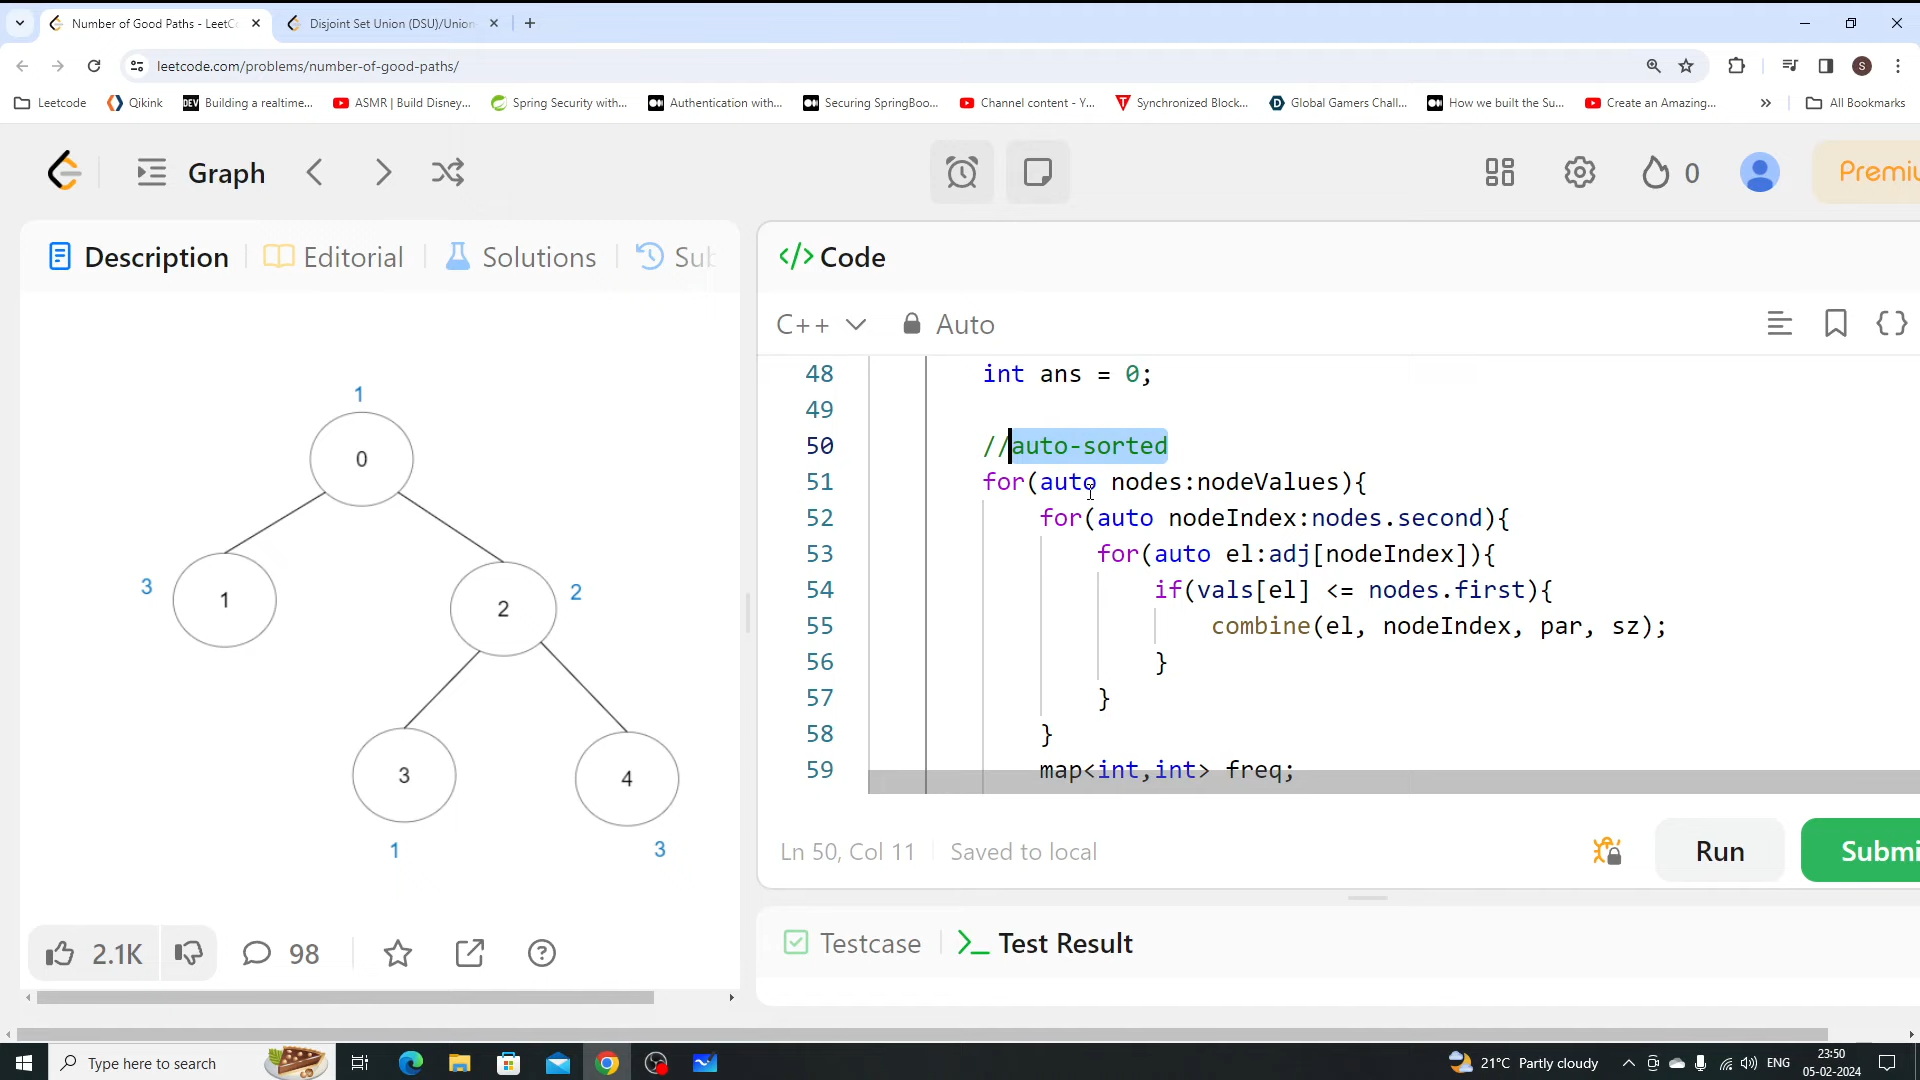 Number of Good Paths - LeetC
Disjoint Set Union (DSU)/Union
leetcode.com/problems/number-of-good-paths/
S
Leetcode
Qikink
DEV
Building a realtime...
ASMR | Build Disney...
Spring Security with...
Authentication with...
Securing SpringBoo...
Channel content - Y...
Synchronized Block...
Global Gamers Chall...
How we built the Su...
Create an Amazing...
All Bookmarks
Graph
0
Premiu
Description
Editorial
Solutions
Sub
</> Code
C++
Auto
1
0
3
1
2
2
3
4
1
3
48 int ans = 0;
49
50 //auto-sorted
51 for(auto nodes:nodeValues){
52 for(auto nodeIndex:nodes.second){
53 for(auto el:adj[nodeIndex]){
54 if(vals[el] <= nodes.first){
55 combine(el, nodeIndex, par, sz);
56 }
57 }
58 }
59 map<int,int> freq;
Ln 50, Col 11
Saved to local
Run
Submi
2.1K
98
Testcase
Test Result
Type here to search
21°C Partly cloudy
ENG
23:50
05-02-2024